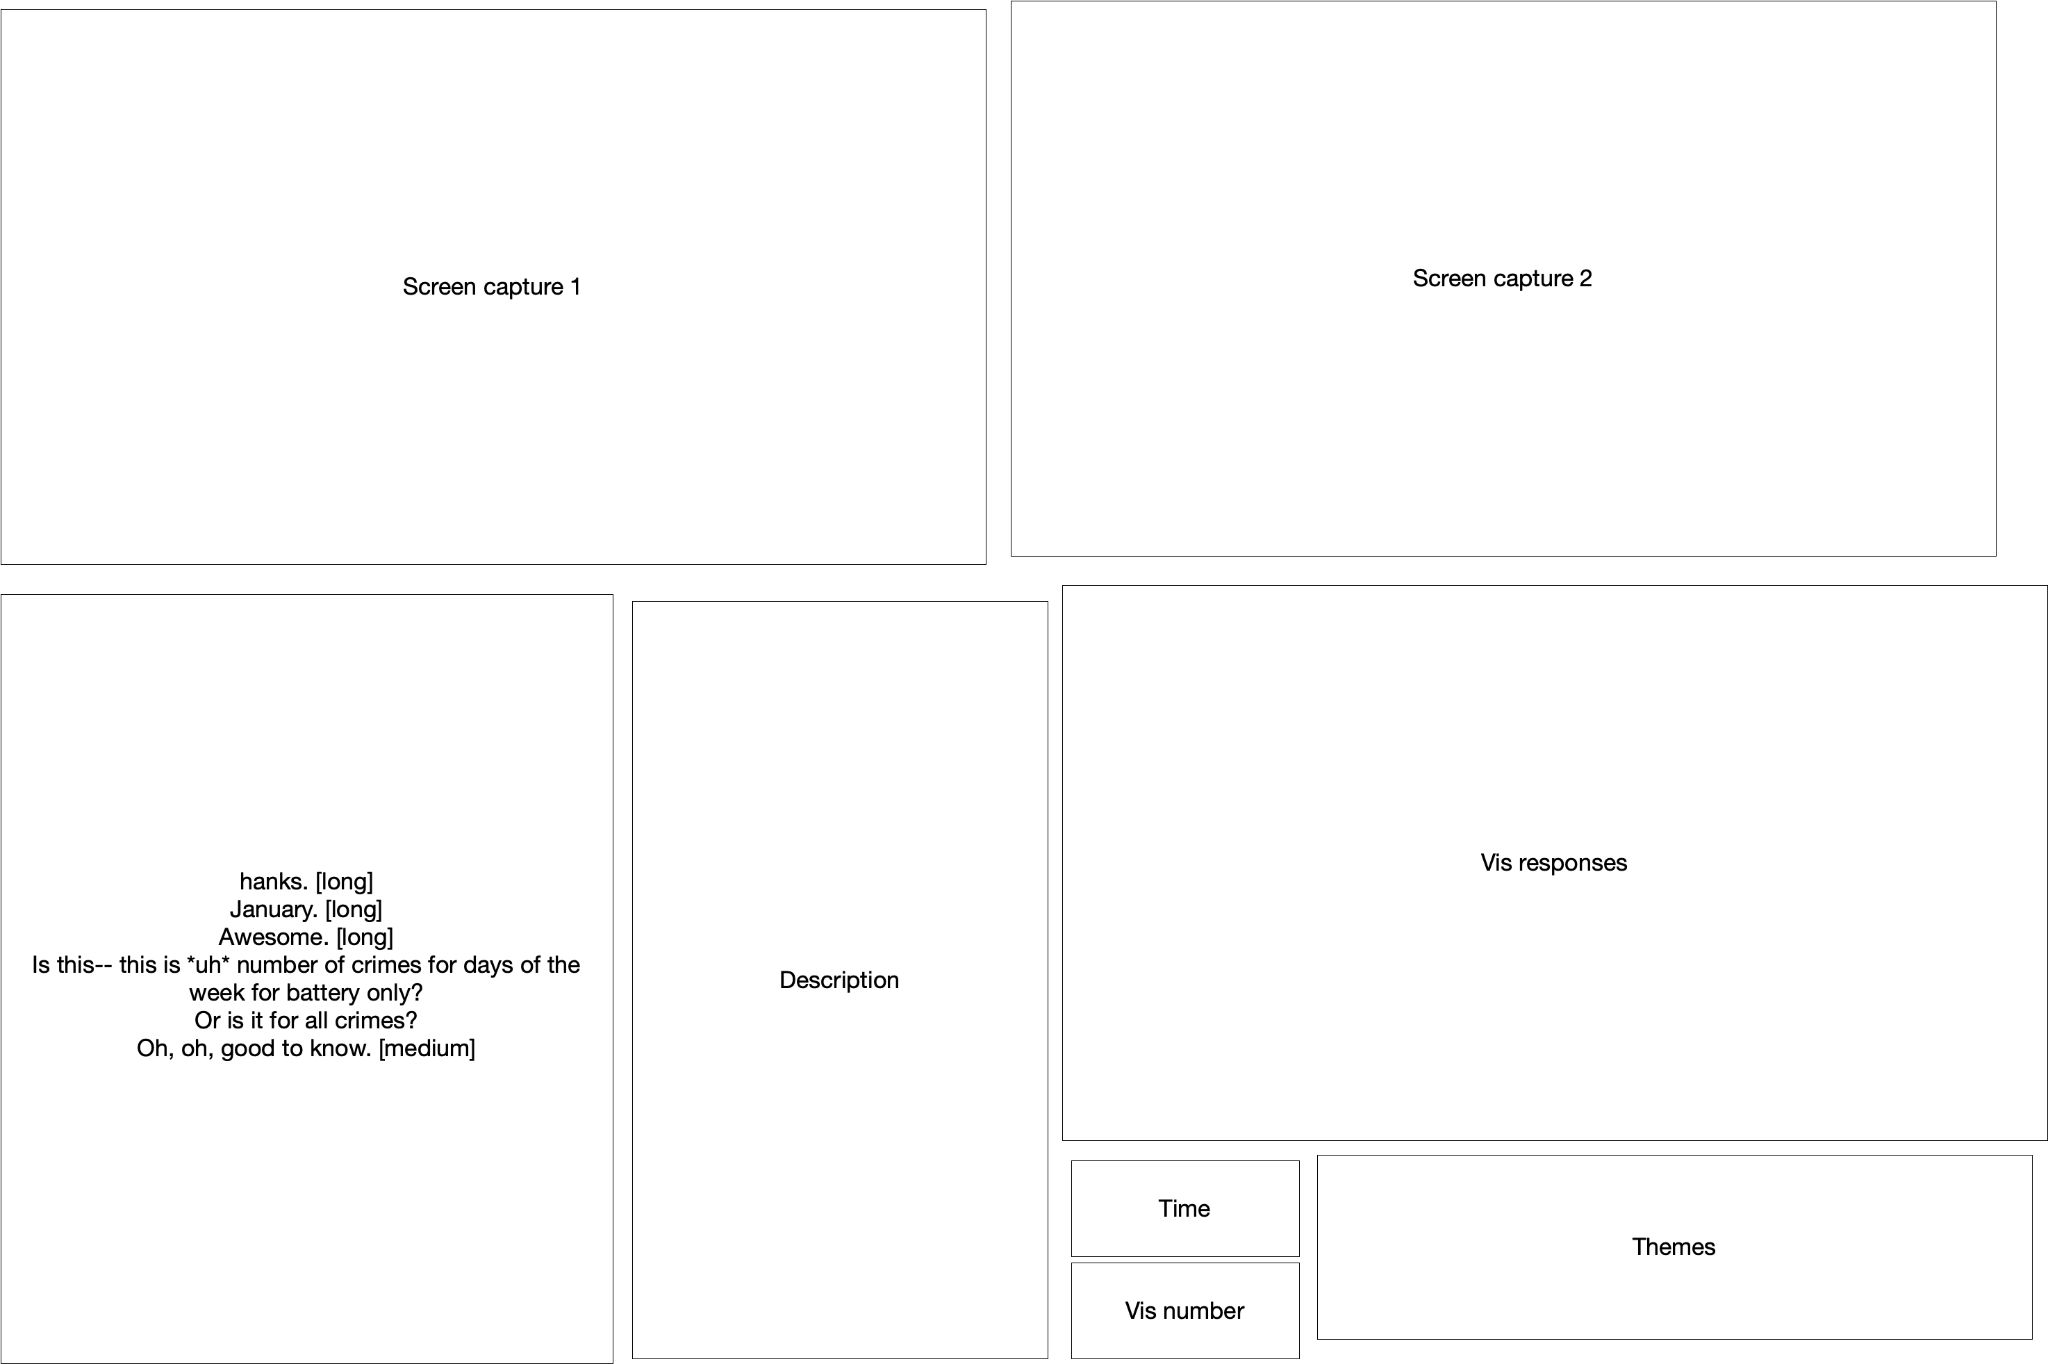 Screen capture 1
Screen capture 2
hanks. [long]
January. [long]
Awesome. [long]
Is this-- this is *uh* number of crimes for days of the
week for battery only?
Or is it for all crimes?
Oh, oh, good to know. [medium]
Description
Vis responses
Time
Vis number
Themes